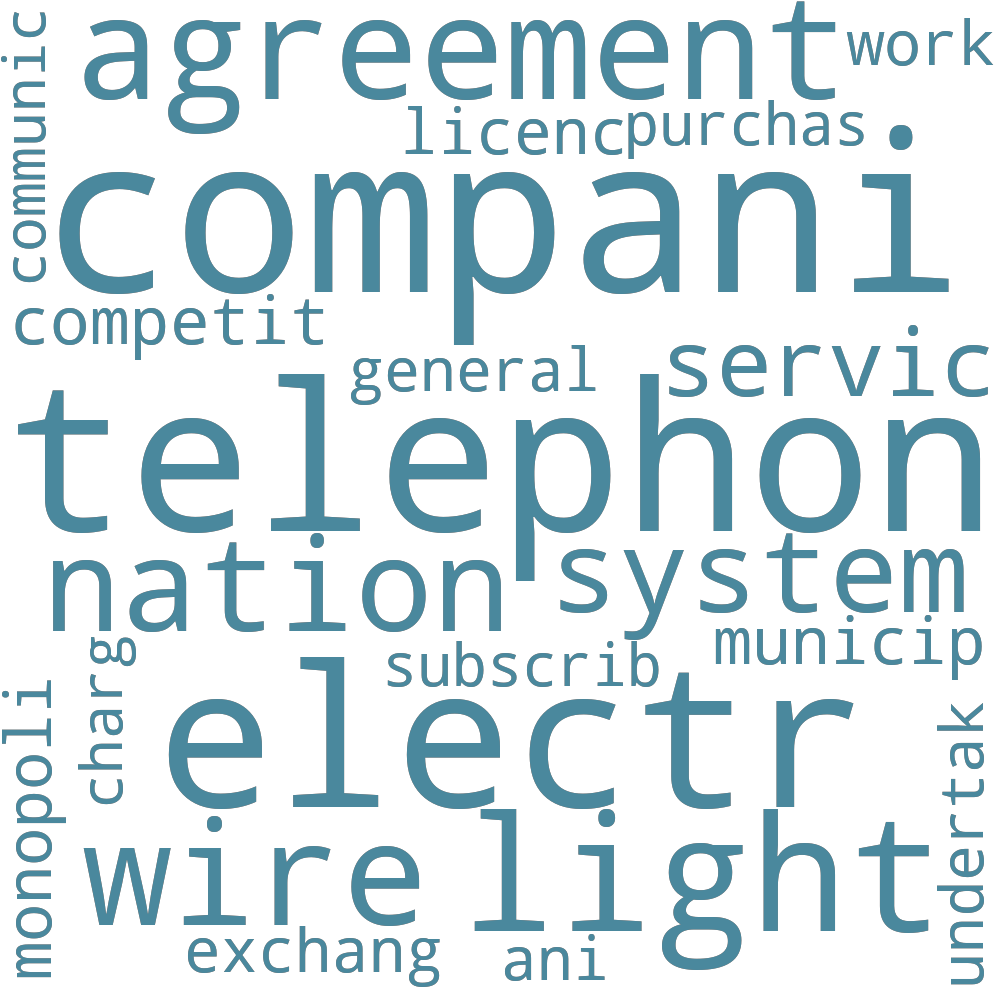 communic
agreement
work
licenc
purchas
compani
competit
general
servic
telephon
nation
system
municip
subscrib
charg
monopoli
electr
undertak
wire
light
exchang
ani